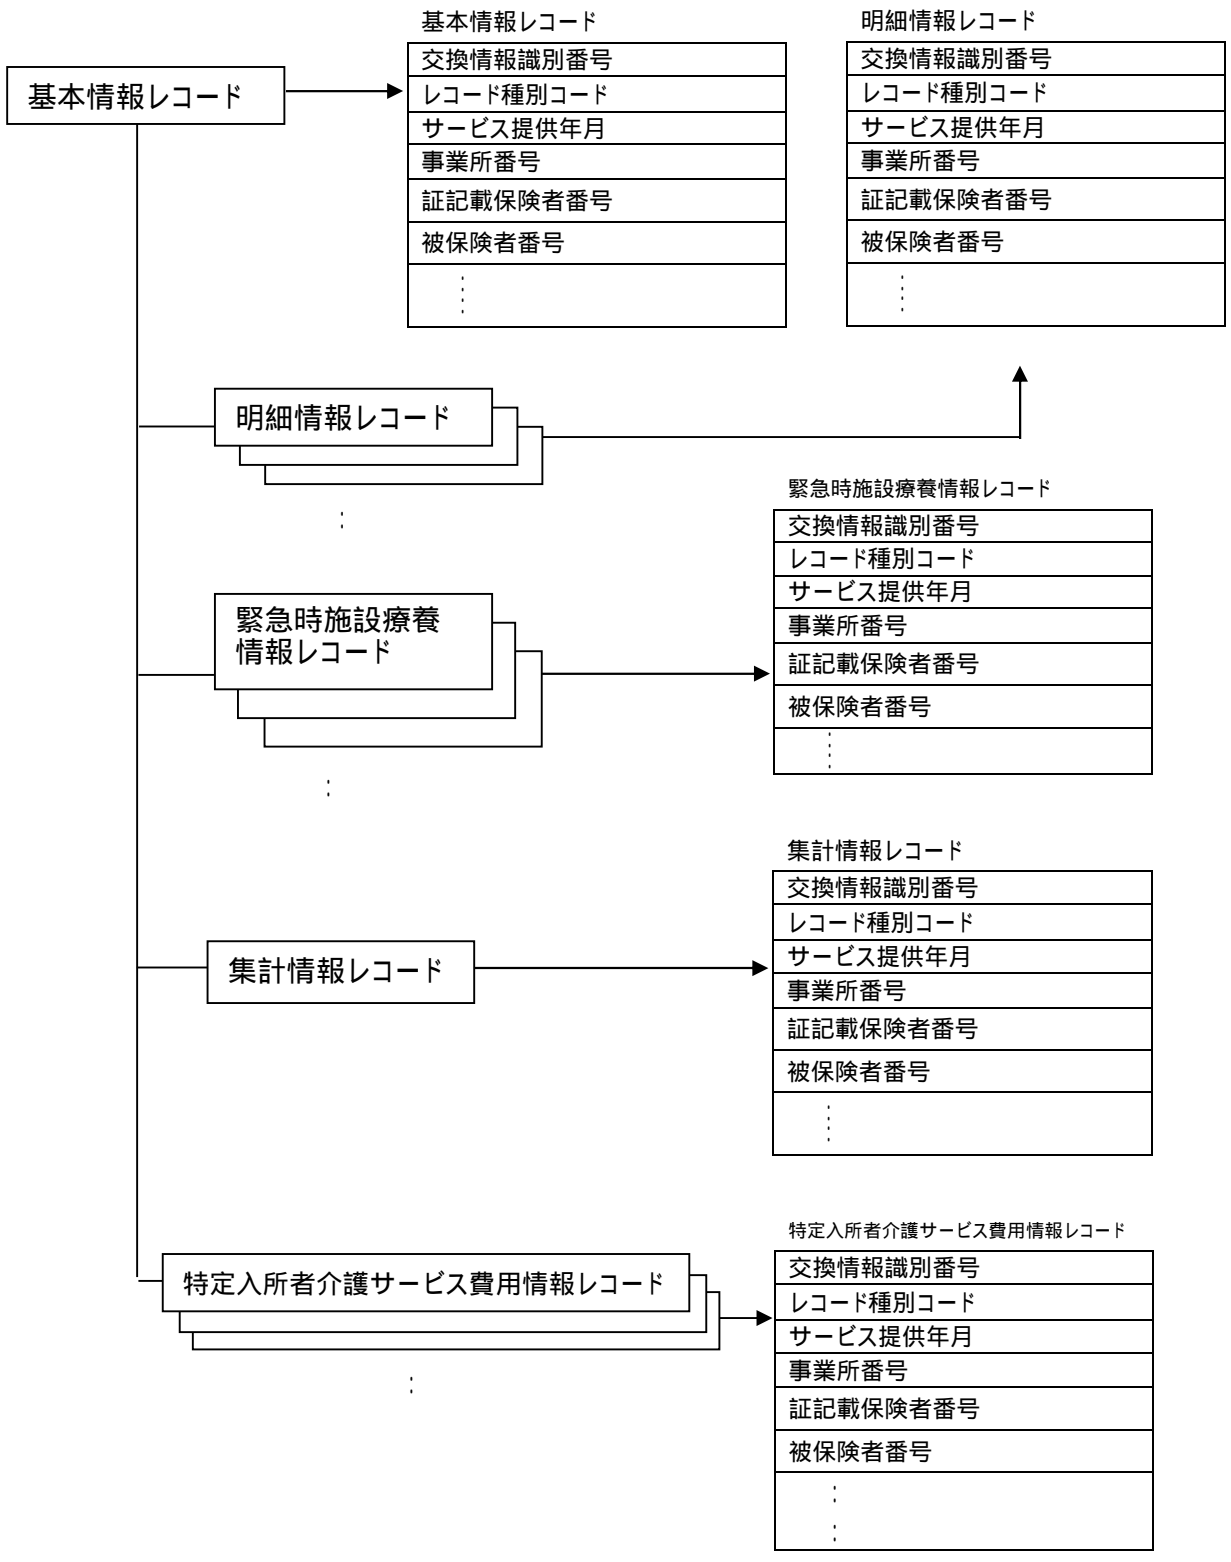 基本情報レコード
基本情報レコード
交換情報識別番号
レコード種別コード
サービス提供年月
事業所番号
証記載保険者番号
被保険者番号
明細情報レコード
交換情報識別番号
レコード種別コード
サービス提供年月
事業所番号
証記載保険者番号
被保険者番号
明細情報レコード
緊急時施設療養情報レコード
交換情報識別番号
レコード種別コード
サービス提供年月
事業所番号
証記載保険者番号
被保険者番号
緊急時施設療養
情報レコード
集計情報レコード
交換情報識別番号
レコード種別コード
サービス提供年月
事業所番号
証記載保険者番号
被保険者番号
集計情報レコード
特定入所者介護サービス費用情報レコード
特定入所者介護サービス費用情報レコード
交換情報識別番号
レコード種別コード
サービス提供年月
事業所番号
証記載保険者番号
被保険者番号